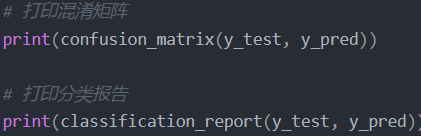 # 打印混淆矩阵
print(confusion_matrix(y_test, y_pred))
# 打印分类报告
print(classification_report(y_test, y_pred))